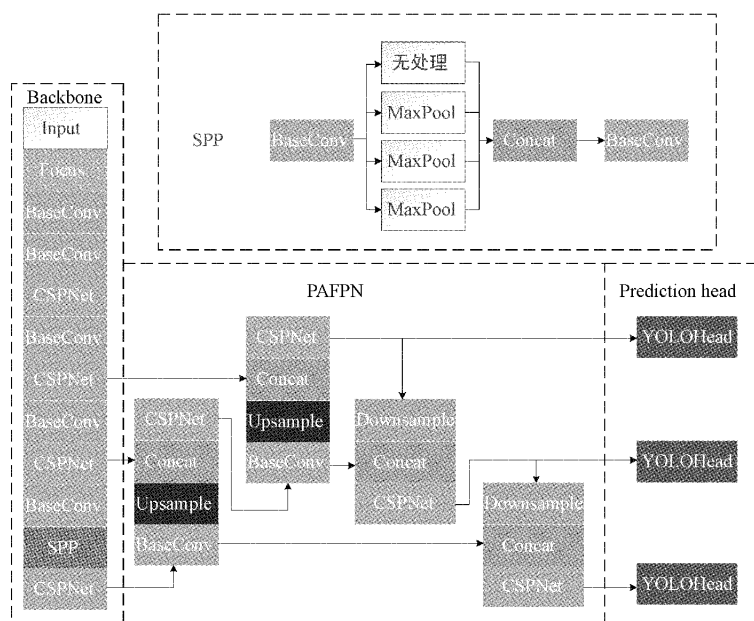 Backbone
Input
Focus
BaseConv
BaseConv
CSPNet
BaseConv
CSPNet
BaseConv
CSPNet
BaseConv
SPP
CSPNet
SPP
BaseConv
无处理
MaxPool
MaxPool
MaxPool
Concat
BaseConv
PAFPN
CSPNet
Concat
Upsample
BaseConv
CSPNet
Concat
Upsample
BaseConv
Downsample
Concat
CSPNet
Downsample
Concat
CSPNet
Prediction head
YOLOHead
YOLOHead
YOLOHead